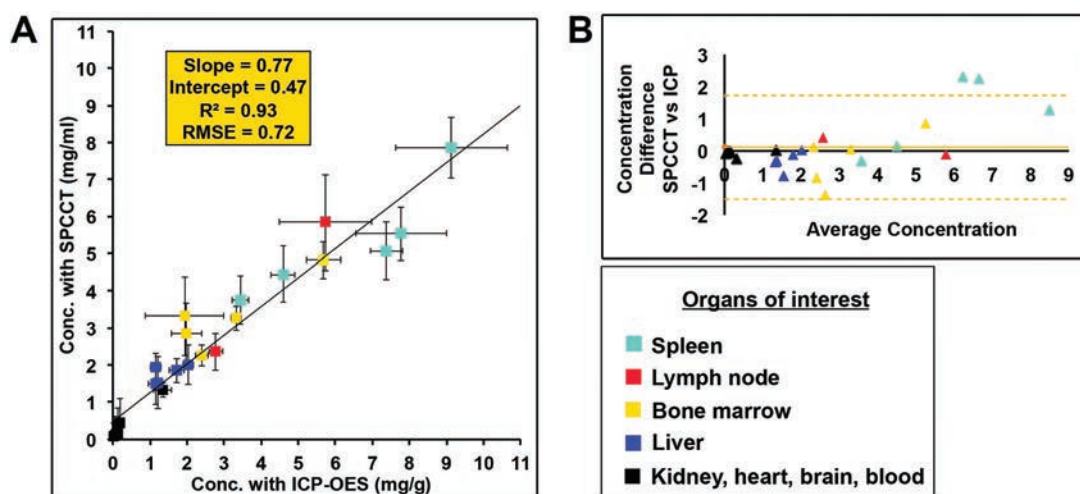 A
Conc. with SPCCT (mg/ml)
11
10
9
8
7
6
5
4
3
2
1
0
Slope = 0.77
Intercept = 0.47
R² = 0.93
RMSE = 0.72
0 1 2 3 4 5 6 7 8 9 10 11
Conc. with ICP-OES (mg/g)
B
Concentration
Difference
SPCCT vs ICP
3
2
1
0
-1
-2
0 1 2 3 4 5 6 7 8 9
Average Concentration
Organs of interest
Spleen
Lymph node
Bone marrow
Liver
Kidney, heart, brain, blood